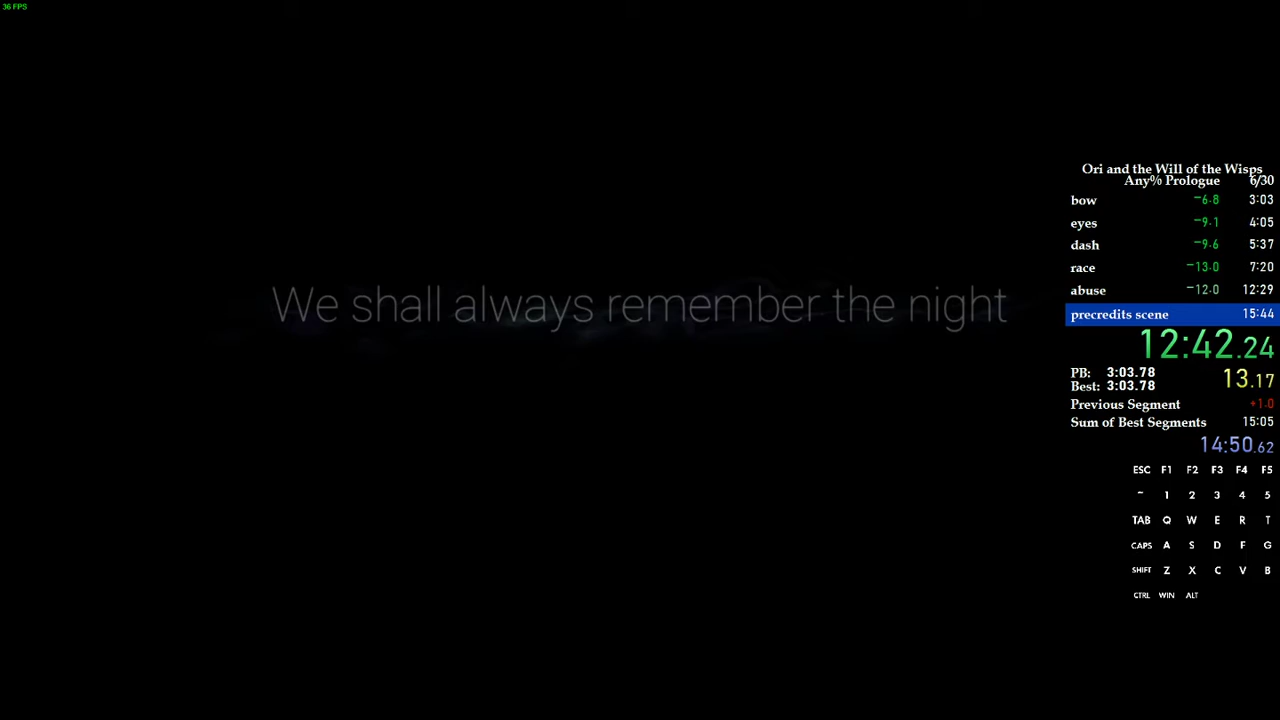 36 FPS
We shall always remember the night
Ori and the Will of the Wisps
Any% Prologue 6/30
bow −6.8 3:03
eyes −9.1 4:05
dash −9.6 5:37
race −13.0 7:20
abuse −12.0 12:29
precredits scene 15:44
12:42.24
PB: 3:03.78
13.17
Best: 3:03.78
Previous Segment +1.0
Sum of Best Segments 15:05
14:50.62
ESC F1 F2 F3 F4 F5
~ 1 2 3 4 5
TAB Q W E R T
CAPS A S D F G
SHIFT Z X C V B
CTRL WIN ALT